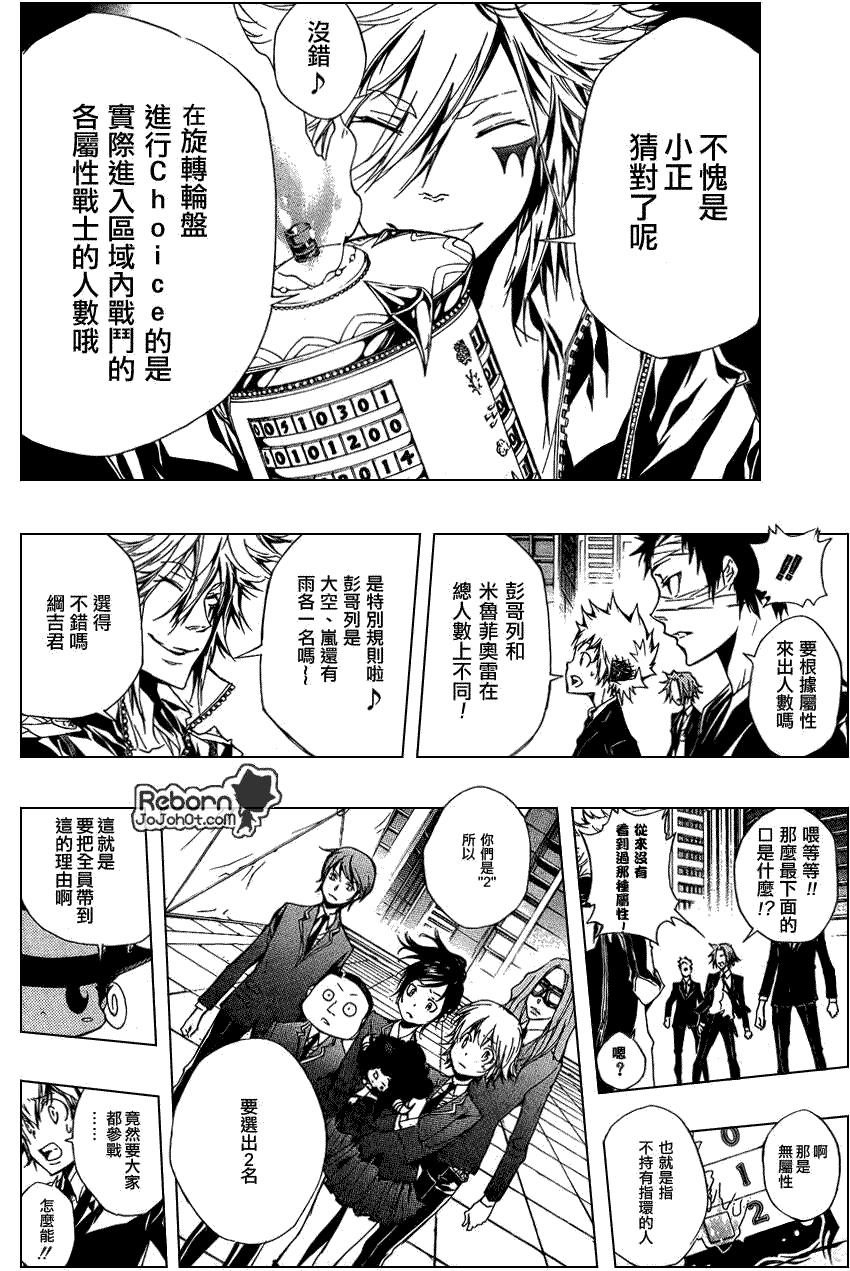 不愧是
小正
猜對了呢
沒錯♪
在旋轉輪盤
進行Choice的是
實際進入區域內戰鬥的
各屬性戰士的人數哦
00510301
10101200
2014
!!
要根據屬性
來出人數嗎
彭哥列和
米魯菲奧雷在
總人數上不同!
是特別規則啦♪
彭哥列是
大空、嵐還有
雨各一名嗎~
選得
不錯嗎
綱吉君
喂等等!!
那麼最下面的
口是什麼!?
從來沒有
看到過那種屬性!
嗯?
啊
那是
無屬性
0
1
2
也就是指
不持有指環的人
你們是"2"
所以
要選出2名
這就是
要把全員帶到
這的理由啊
竟然要大家
都參戰
……
怎麼能!!
Reborn
JoJoHot.com